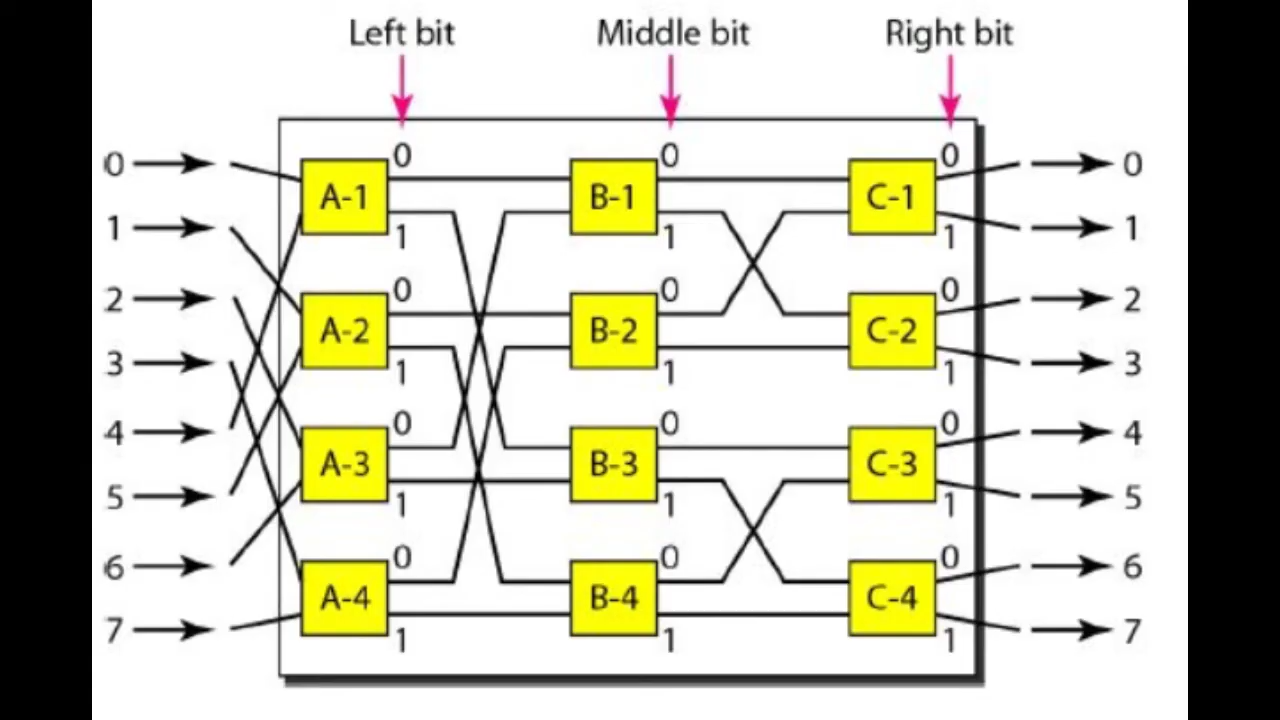 Left bit Middle bit Right bit
0 0 0 0 0
A-1 B-1 C-1
1 1 1 1 1
2 0 0 0 2
A-2 B-2 C-2
3 1 1 1 3
4 0 0 0 4
A-3 B-3 C-3
5 1 1 1 5
6 0 0 0 6
A-4 B-4 C-4
7 1 1 1 7